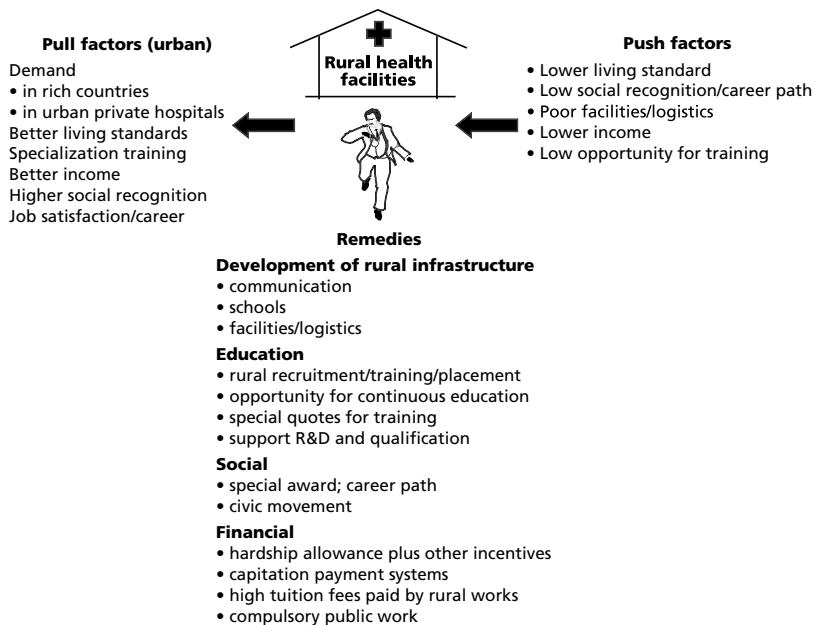 Pull factors (urban)
Demand
• in rich countries
• in urban private hospitals
Better living standards
Specialization training
Better income
Higher social recognition
Job satisfaction/career
Rural health
facilities
Push factors
• Lower living standard
• Low social recognition/career path
• Poor facilities/logistics
• Lower income
• Low opportunity for training
Remedies
Development of rural infrastructure
• communication
• schools
• facilities/logistics
Education
• rural recruitment/training/placement
• opportunity for continuous education
• special quotes for training
• support R&D and qualification
Social
• special award; career path
• civic movement
Financial
• hardship allowance plus other incentives
• capitation payment systems
• high tuition fees paid by rural works
• compulsory public work